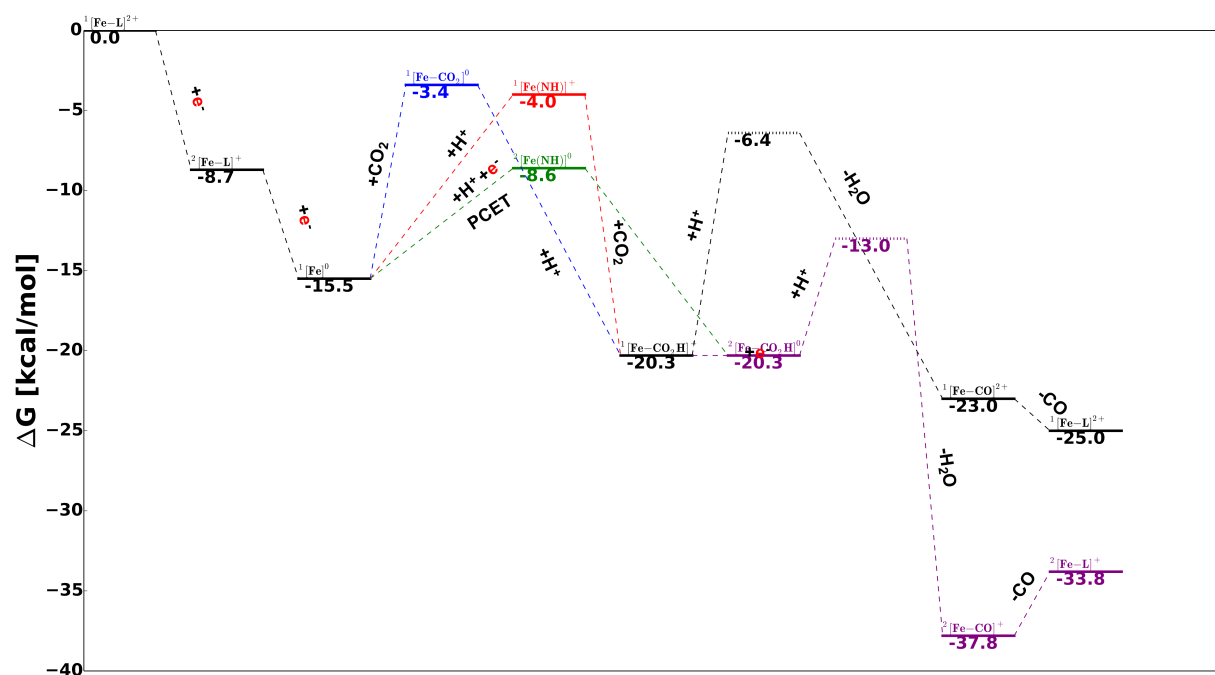 ΔG [kcal/mol]
0
−5
−10
−15
−20
−25
−30
−35
−40
¹[Fe−L]²⁺
0.0
+e⁻
²[Fe−L]⁺
-8.7
+e⁻
¹[Fe]⁰
-15.5
+CO₂
¹[Fe−CO₂]⁰
-3.4
+H⁺
¹[Fe(NH)]⁺
-4.0
+H⁺ +e⁻
PCET
²[Fe(NH)]⁰
-8.6
+H⁺
+CO₂
¹[Fe−CO₂H]⁺
-20.3
+e⁻
²[Fe−CO₂H]⁰
-20.3
+H⁺
-6.4
-H₂O
+H⁺
-13.0
-H₂O
¹[Fe−CO]²⁺
-23.0
-CO
¹[Fe−L]²⁺
-25.0
²[Fe−CO]⁺
-37.8
-CO
²[Fe−L]⁺
-33.8